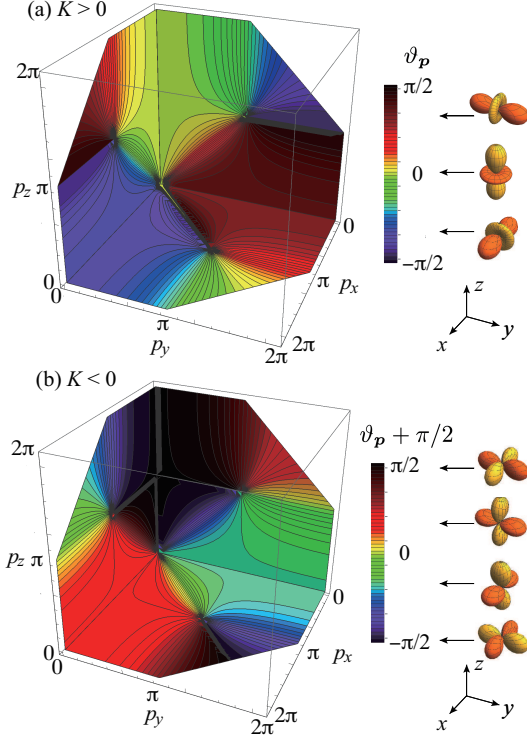 (a) K > 0
2π
p_z π
0
0
π
p_y
2π
2π
π p_x
0
ϑ_p
π/2
0
−π/2
z
x
y
(b) K < 0
2π
p_z π
0
0
π
p_y
2π
2π
π p_x
0
ϑ_p + π/2
π/2
0
−π/2
z
x
y